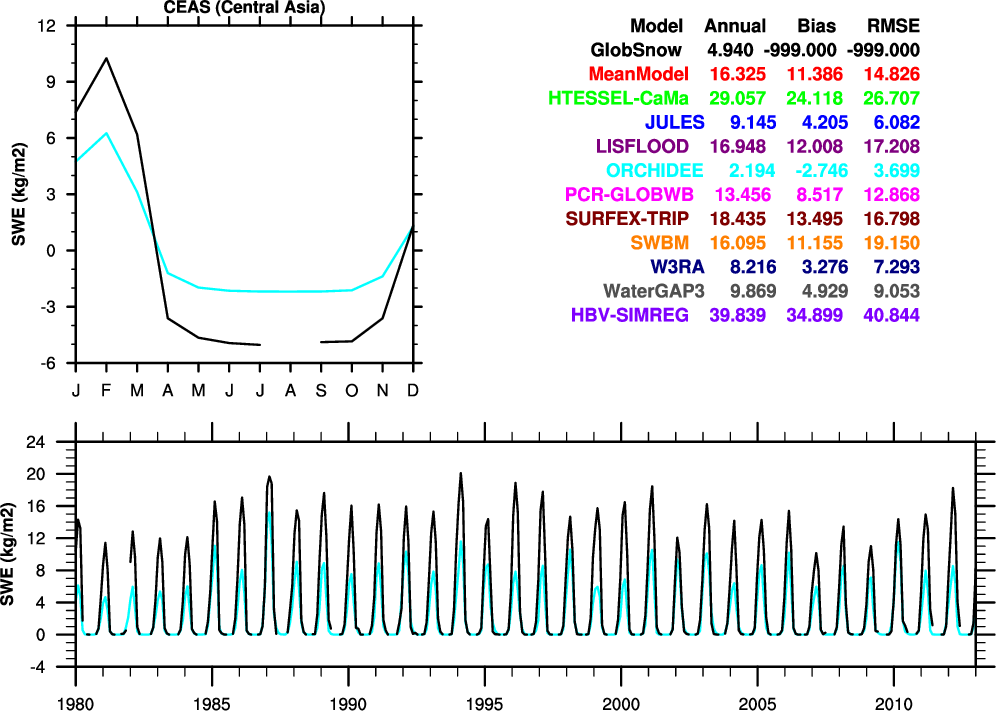 CEAS (Central Asia)
12
9
6
3
0
-3
-6
SWE (kg/m2)
J F M A M J J A S O N D
Model Annual Bias RMSE
GlobSnow 4.940 -999.000 -999.000
MeanModel 16.325 11.386 14.826
HTESSEL-CaMa 29.057 24.118 26.707
JULES 9.145 4.205 6.082
LISFLOOD 16.948 12.008 17.208
ORCHIDEE 2.194 -2.746 3.699
PCR-GLOBWB 13.456 8.517 12.868
SURFEX-TRIP 18.435 13.495 16.798
SWBM 16.095 11.155 19.150
W3RA 8.216 3.276 7.293
WaterGAP3 9.869 4.929 9.053
HBV-SIMREG 39.839 34.899 40.844
24
20
16
12
8
4
0
-4
SWE (kg/m2)
1980 1985 1990 1995 2000 2005 2010